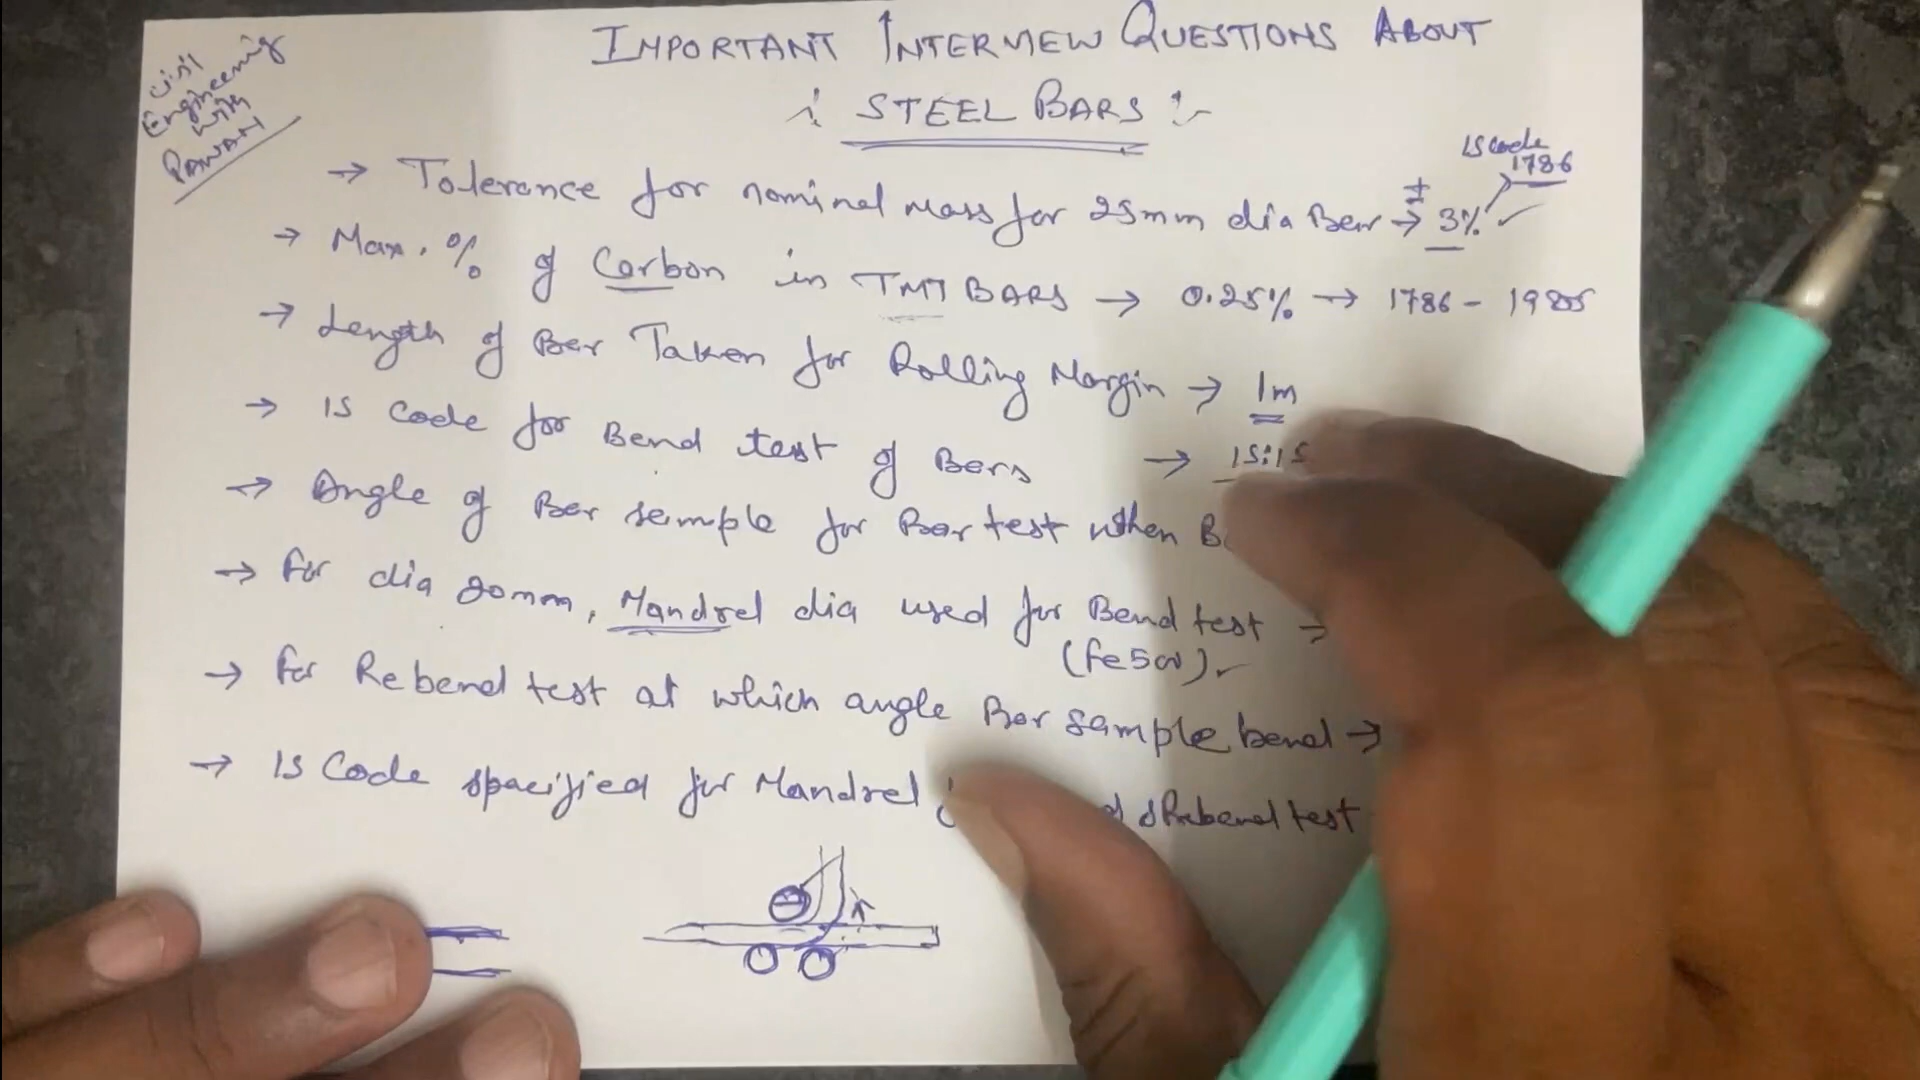 Civil
Engineering
with
PAWAN
IMPORTANT INTERVIEW QUESTIONS ABOUT
:- STEEL BARS :-
IS code
1786
→ Tolerance for nominal mass for 25mm dia Bar → ± 3% ✓
→ Max. % of Carbon in TMT BARS → 0.25% → 1786 -
→ Length of Bar Taken for Rolling Margin → 1m
→ IS Code for Bend test of Bars →
→ Angle of Bar sample for Bar test when
→ for dia 20mm, Mandrel dia used for Bend test →
(fe500) ✓
→ for Rebend test at which angle Bar sample bend →
→ IS Code specified for Mandrel Rebend test